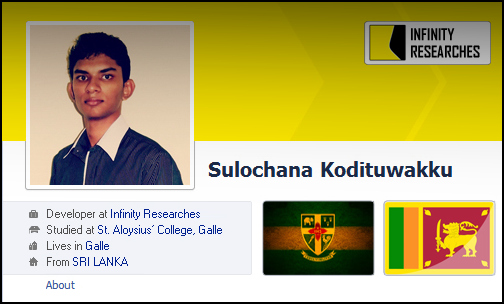 INFINITY
RESEARCHES
Sulochana Kodituwakku
Developer at Infinity Researches
Studied at St. Aloysius' College, Galle
Lives in Galle
From SRI LANKA
About